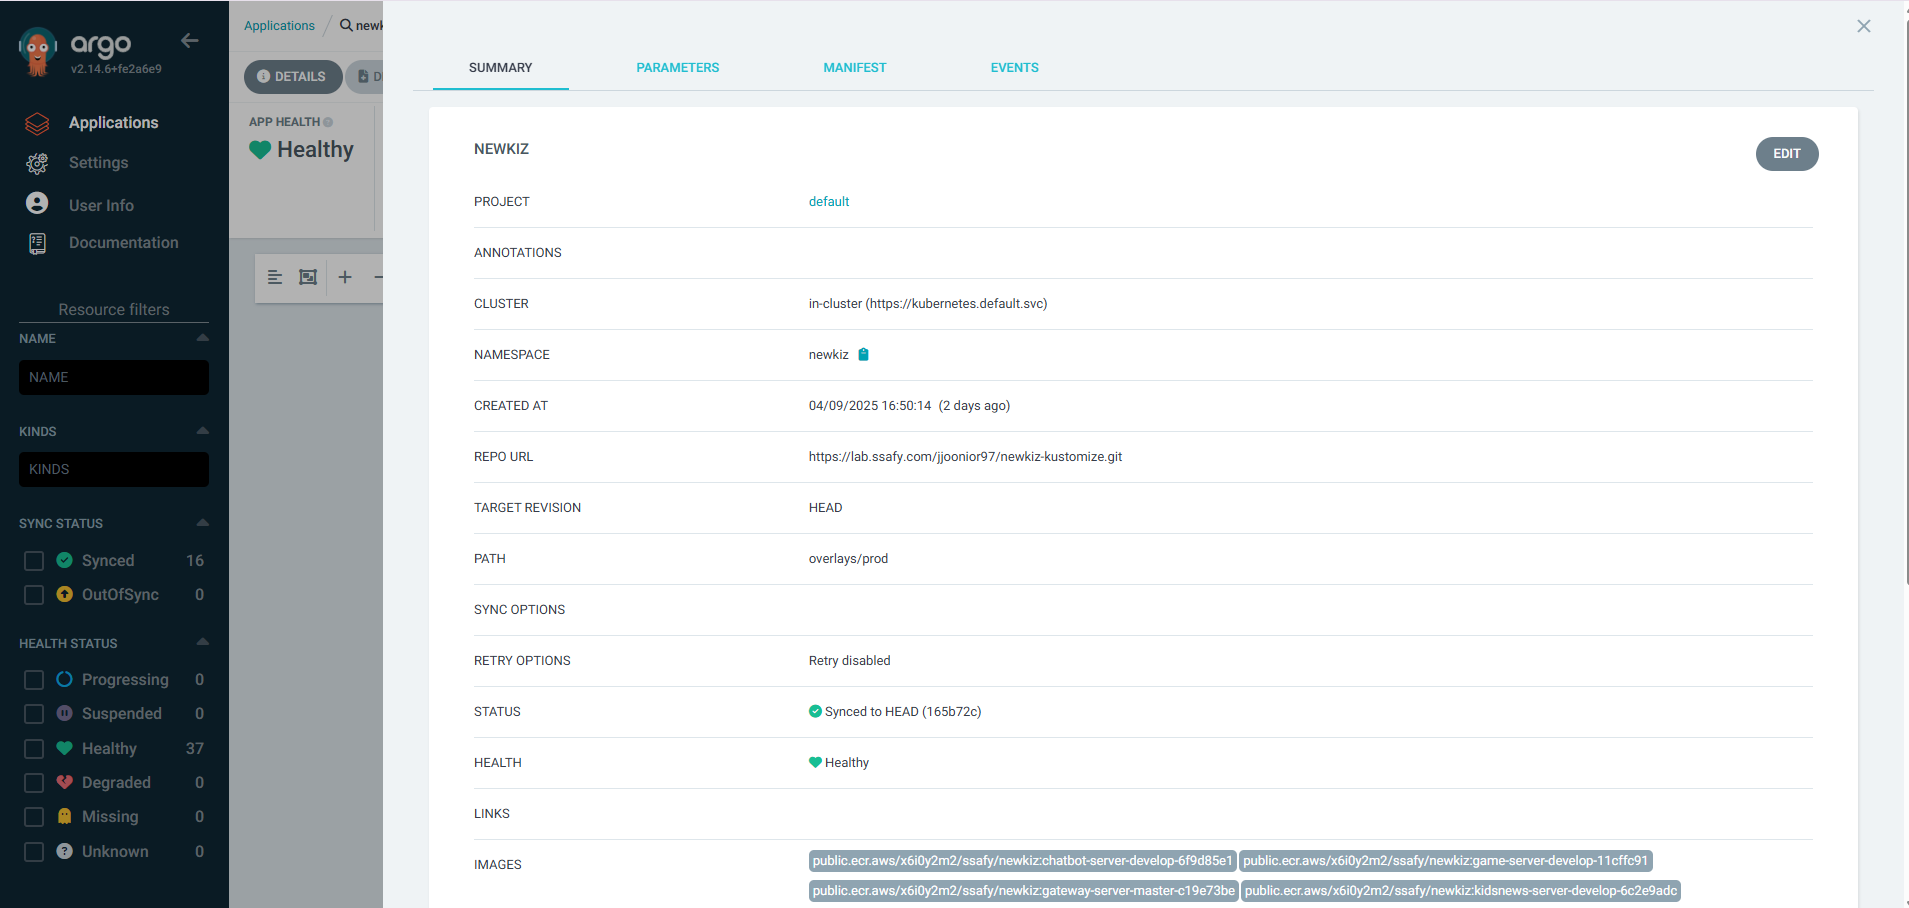 argo
v2.14.6+fe2a6e9
Applications
Settings
User Info
Documentation
Resource filters
NAME
NAME
KINDS
KINDS
SYNC STATUS
Synced 16
OutOfSync 0
HEALTH STATUS
Progressing 0
Suspended 0
Healthy 37
Degraded 0
Missing 0
Unknown 0
Applications / newk
DETAILS
D
APP HEALTH
Healthy
SUMMARY PARAMETERS MANIFEST EVENTS
NEWKIZ
EDIT
PROJECT default
ANNOTATIONS
CLUSTER in-cluster (https://kubernetes.default.svc)
NAMESPACE newkiz
CREATED AT 04/09/2025 16:50:14 (2 days ago)
REPO URL https://lab.ssafy.com/jjoonior97/newkiz-kustomize.git
TARGET REVISION HEAD
PATH overlays/prod
SYNC OPTIONS
RETRY OPTIONS Retry disabled
STATUS Synced to HEAD (165b72c)
HEALTH Healthy
LINKS
IMAGES public.ecr.aws/x6i0y2m2/ssafy/newkiz:chatbot-server-develop-6f9d85e1 public.ecr.aws/x6i0y2m2/ssafy/newkiz:game-server-develop-11cffc91
public.ecr.aws/x6i0y2m2/ssafy/newkiz:gateway-server-master-c19e73be public.ecr.aws/x6i0y2m2/ssafy/newkiz:kidsnews-server-develop-6c2e9adc